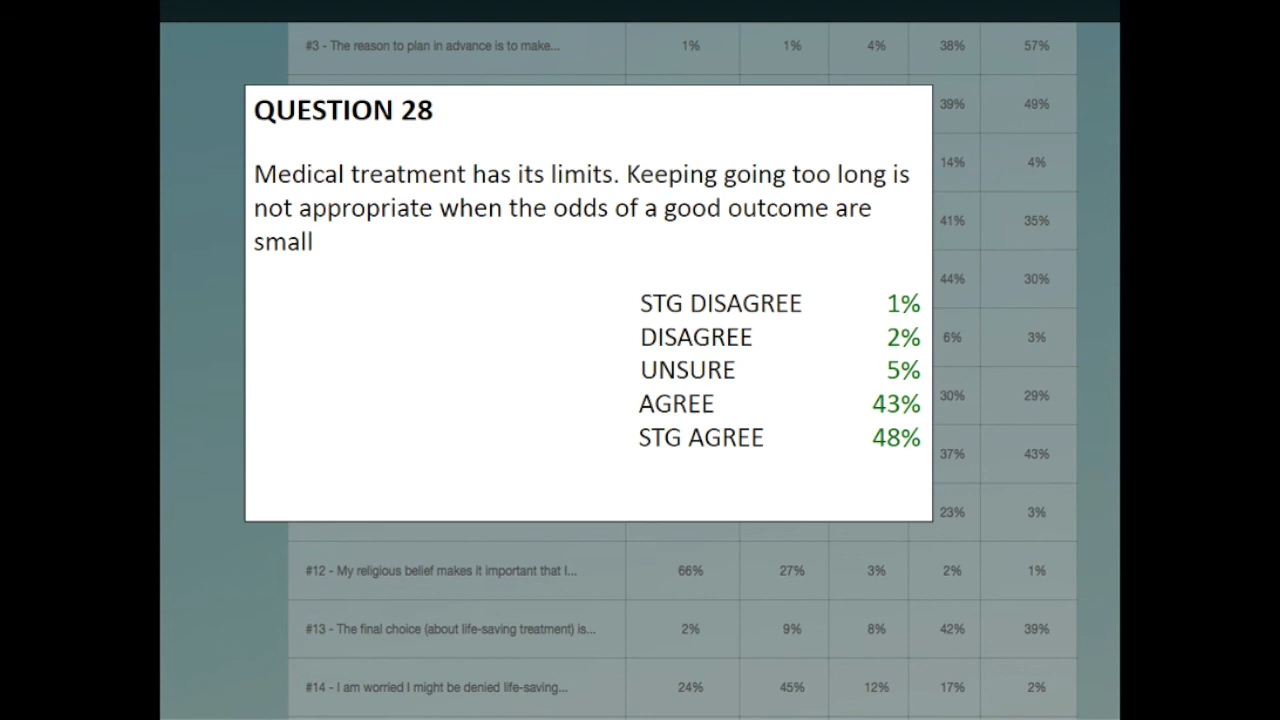 #3 - The reason to plan in advance is to make... 1% 1% 4% 38% 57%
QUESTION 28
Medical treatment has its limits. Keeping going too long is
not appropriate when the odds of a good outcome are
small
STG DISAGREE 1%
DISAGREE 2%
UNSURE 5%
AGREE 43%
STG AGREE 48%
39% 49%
14% 4%
41% 35%
44% 30%
6% 3%
30% 29%
37% 43%
23% 3%
#12 - My religious belief makes it important that I... 66% 27% 3% 2% 1%
#13 - The final choice (about life-saving treatment) is... 2% 9% 8% 42% 39%
#14 - I am worried I might be denied life-saving... 24% 45% 12% 17% 2%